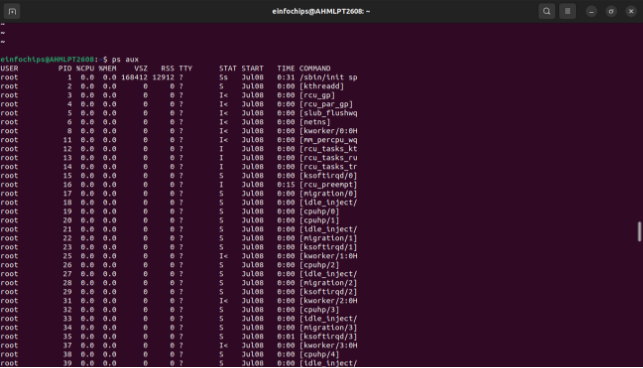 einfochips@AHMLPT2608: ~
~
~
~
einfochips@AHMLPT2608:~$ ps aux
USER PID %CPU %MEM VSZ RSS TTY STAT START TIME COMMAND
root 1 0.0 0.0 168412 12912 ? Ss Jul08 0:31 /sbin/init sp
root 2 0.0 0.0 0 0 ? S Jul08 0:00 [kthreadd]
root 3 0.0 0.0 0 0 ? I< Jul08 0:00 [rcu_gp]
root 4 0.0 0.0 0 0 ? I< Jul08 0:00 [rcu_par_gp]
root 5 0.0 0.0 0 0 ? I< Jul08 0:00 [slub_flushwq
root 6 0.0 0.0 0 0 ? I< Jul08 0:00 [netns]
root 8 0.0 0.0 0 0 ? I< Jul08 0:00 [kworker/0:0H
root 11 0.0 0.0 0 0 ? I< Jul08 0:00 [mm_percpu_wq
root 12 0.0 0.0 0 0 ? I Jul08 0:00 [rcu_tasks_kt
root 13 0.0 0.0 0 0 ? I Jul08 0:00 [rcu_tasks_ru
root 14 0.0 0.0 0 0 ? I Jul08 0:00 [rcu_tasks_tr
root 15 0.0 0.0 0 0 ? S Jul08 0:00 [ksoftirqd/0]
root 16 0.0 0.0 0 0 ? I Jul08 0:15 [rcu_preempt]
root 17 0.0 0.0 0 0 ? S Jul08 0:00 [migration/0]
root 18 0.0 0.0 0 0 ? S Jul08 0:00 [idle_inject/
root 19 0.0 0.0 0 0 ? S Jul08 0:00 [cpuhp/0]
root 20 0.0 0.0 0 0 ? S Jul08 0:00 [cpuhp/1]
root 21 0.0 0.0 0 0 ? S Jul08 0:00 [idle_inject/
root 22 0.0 0.0 0 0 ? S Jul08 0:00 [migration/1]
root 23 0.0 0.0 0 0 ? S Jul08 0:00 [ksoftirqd/1]
root 25 0.0 0.0 0 0 ? I< Jul08 0:00 [kworker/1:0H
root 26 0.0 0.0 0 0 ? S Jul08 0:00 [cpuhp/2]
root 27 0.0 0.0 0 0 ? S Jul08 0:00 [idle_inject/
root 28 0.0 0.0 0 0 ? S Jul08 0:00 [migration/2]
root 29 0.0 0.0 0 0 ? S Jul08 0:00 [ksoftirqd/2]
root 31 0.0 0.0 0 0 ? I< Jul08 0:00 [kworker/2:0H
root 32 0.0 0.0 0 0 ? S Jul08 0:00 [cpuhp/3]
root 33 0.0 0.0 0 0 ? S Jul08 0:00 [idle_inject/
root 34 0.0 0.0 0 0 ? S Jul08 0:00 [migration/3]
root 35 0.0 0.0 0 0 ? S Jul08 0:01 [ksoftirqd/3]
root 37 0.0 0.0 0 0 ? I< Jul08 0:00 [kworker/3:0H
root 38 0.0 0.0 0 0 ? S Jul08 0:00 [cpuhp/4]
root 39 0.0 0.0 0 0 ? S Jul08 0:00 [idle_inject/